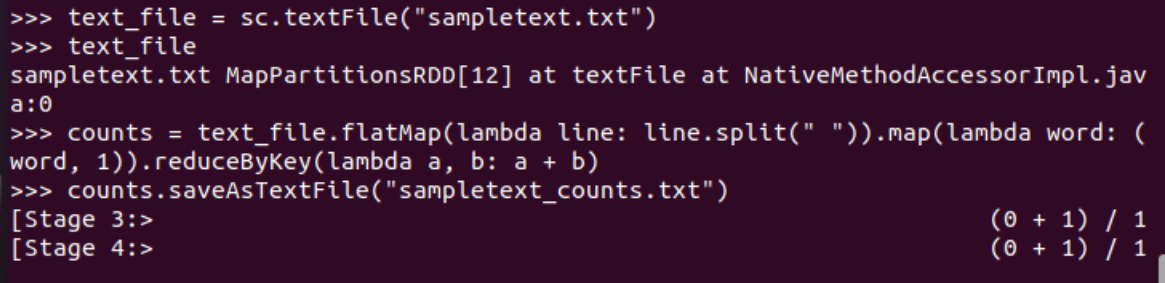 >>> text_file = sc.textFile("sampletext.txt")
>>> text_file
sampletext.txt MapPartitionsRDD[12] at textFile at NativeMethodAccessorImpl.jav
a:0
>>> counts = text_file.flatMap(lambda line: line.split(" ")).map(lambda word: (
word, 1)).reduceByKey(lambda a, b: a + b)
>>> counts.saveAsTextFile("sampletext_counts.txt")
[Stage 3:> (0 + 1) / 1
[Stage 4:> (0 + 1) / 1